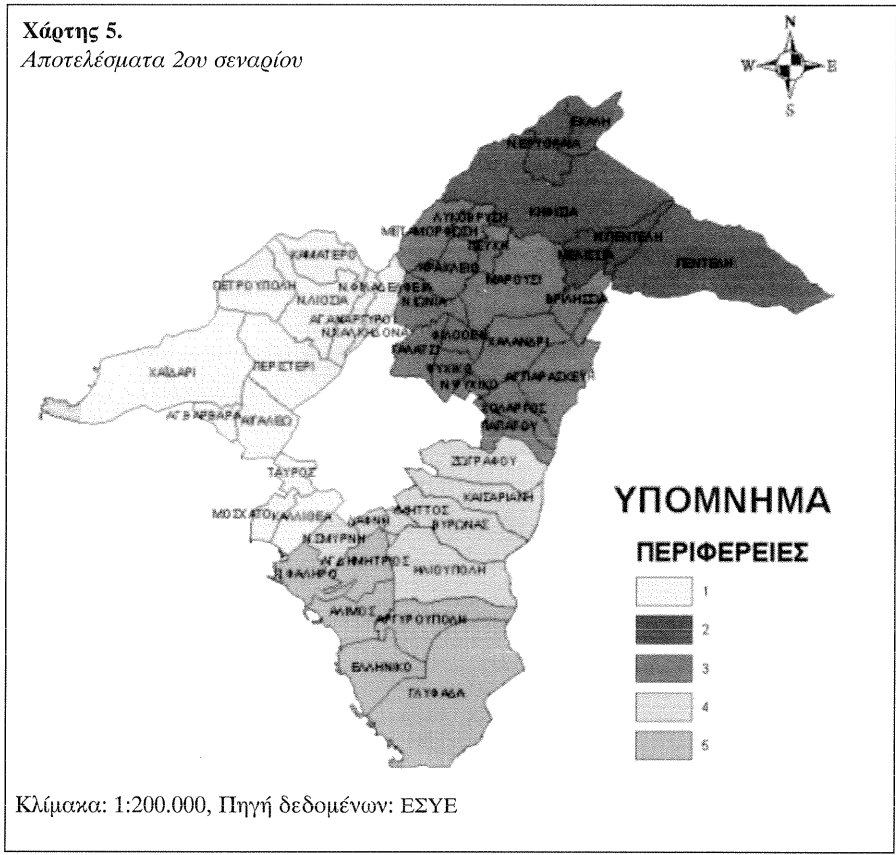 Χάρτης 5.
Αποτελέσματα 2ου σεναρίου
N
W E
S
ΕΚΑΛΗ
Ν.ΕΡΥΘΡΑΙΑ
ΚΗΦΙΣΙΑ
ΛΥΚΟΒΡΥΣΗ
ΜΕΤΑΜΟΡΦΩΣΗ
ΠΕΥΚΗ
Ν.ΠΕΝΤΕΛΗ
ΜΕΛΙΣΣΙΑ
ΠΕΝΤΕΛΗ
ΚΑΜΑΤΕΡΟ
ΗΡΑΚΛΕΙΟ
ΜΑΡΟΥΣΙ
ΠΕΤΡΟΥΠΟΛΗ
Ν.ΦΙΛΑΔΕΛΦΕΙΑ
ΒΡΙΛΗΣΣΙΑ
Ν.ΛΙΟΣΙΑ
Ν.ΙΩΝΙΑ
ΑΓ.ΑΝΑΡΓΥΡΟΙ
Ν.ΧΑΛΚΗΔΟΝΑ
ΦΙΛΟΘΕΗ
ΧΑΛΑΝΔΡΙ
ΓΑΛΑΤΣΙ
ΠΕΡΙΣΤΕΡΙ
ΧΑΪΔΑΡΙ
ΨΥΧΙΚΟ
Ν.ΨΥΧΙΚΟ
ΑΓ.ΠΑΡΑΣΚΕΥΗ
ΧΟΛΑΡΓΟΣ
ΑΓ.ΒΑΡΒΑΡΑ
ΑΙΓΑΛΕΩ
ΠΑΠΑΓΟΥ
ΖΩΓΡΑΦΟΥ
ΤΑΥΡΟΣ
ΚΑΙΣΑΡΙΑΝΗ
ΜΟΣΧΑΤΟ
ΚΑΛΛΙΘΕΑ
ΔΑΦΝΗ
ΥΜΗΤΤΟΣ
ΒΥΡΩΝΑΣ
Ν.ΣΜΥΡΝΗ
ΑΓ.ΔΗΜΗΤΡΙΟΣ
ΗΛΙΟΥΠΟΛΗ
Π.ΦΑΛΗΡΟ
ΑΛΙΜΟΣ
ΑΡΓΥΡΟΥΠΟΛΗ
ΕΛΛΗΝΙΚΟ
ΓΛΥΦΑΔΑ
ΥΠΟΜΝΗΜΑ
ΠΕΡΙΦΕΡΕΙΕΣ
1
2
3
4
5
Κλίμακα: 1:200.000, Πηγή δεδομένων: ΕΣΥΕ